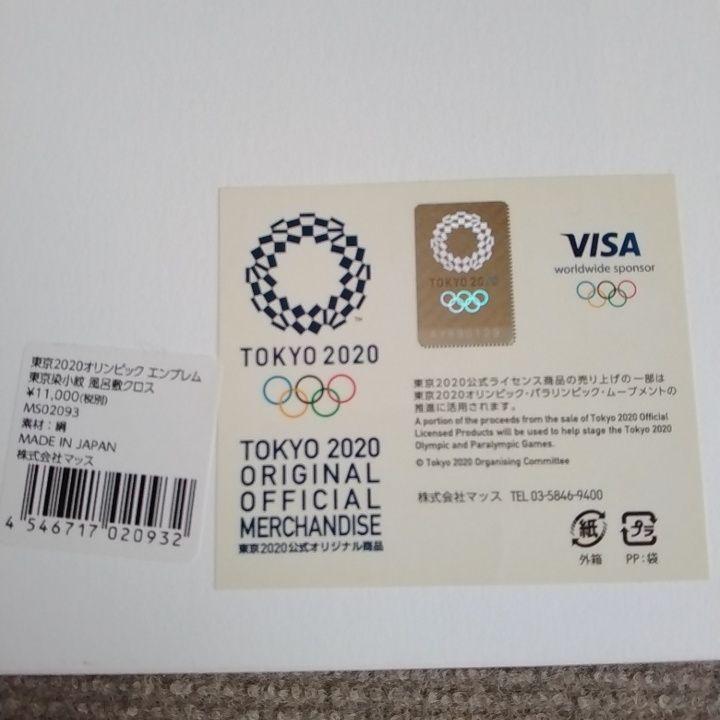 東京2020オリンピック エンブレム
東京染小紋 風呂敷クロス
¥11,000(税別)
MS02093
素材：綿
MADE IN JAPAN
株式会社マッス
4 546717 020932
TOKYO 2020
TOKYO 2020
ORIGINAL
OFFICIAL
MERCHANDISE
東京2020公式オリジナル商品
TOKYO 2020
VISA
worldwide sponsor
東京2020公式ライセンス商品の売り上げの一部は
東京2020オリンピック・パラリンピック・ムーブメントの
推進に活用されます。
A portion of the proceeds from the sale of Tokyo 2020 Official
Licensed Products will be used to help stage the Tokyo 2020
Olympic and Paralympic Games.
© Tokyo 2020 Organising Committee
株式会社マッス TEL 03-5846-9400
紙 プラ
外箱 PP：袋